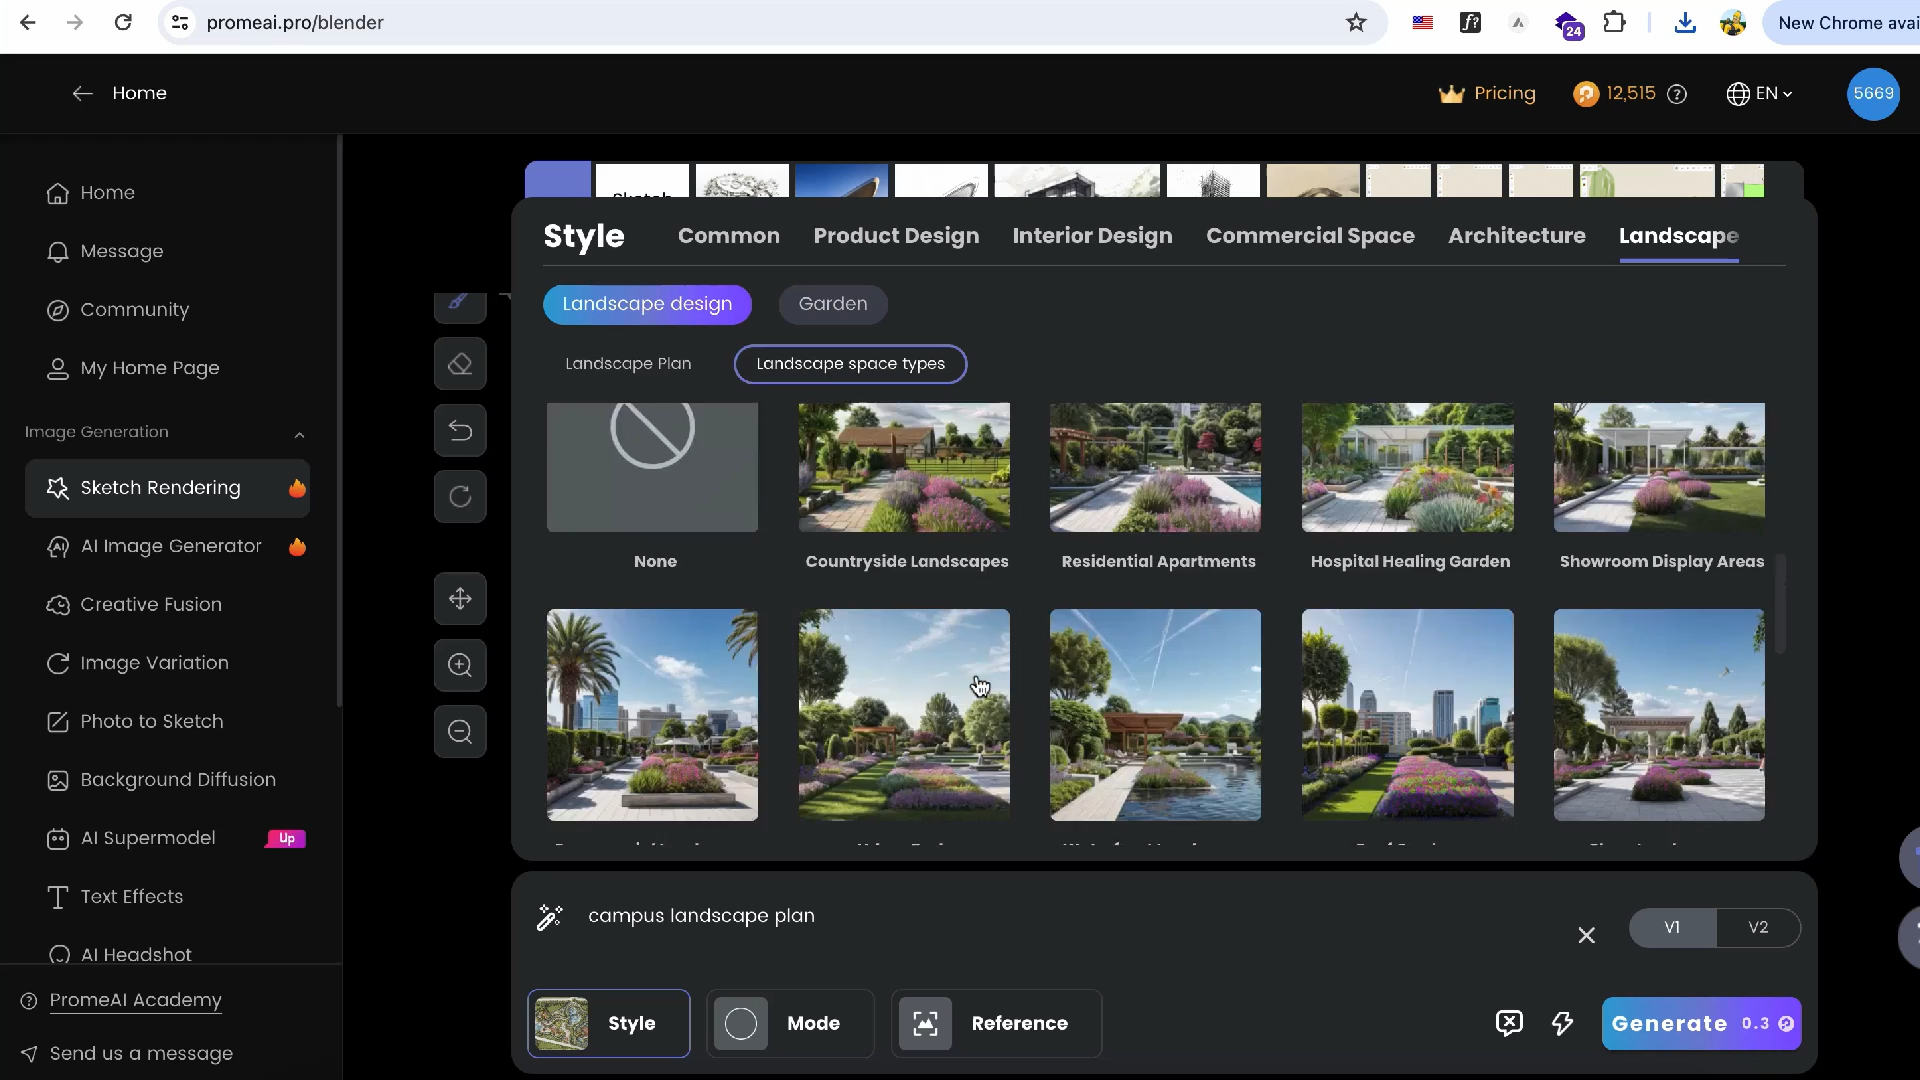 promeai.pro/blender
24
New Chrome avai
Home
Pricing
12,515
EN
5669
Home
Message
Community
My Home Page
Image Generation
Sketch Rendering
AI Image Generator
Creative Fusion
Image Variation
Photo to Sketch
Background Diffusion
AI Supermodel
Up
Text Effects
AI Headshot
PromeAI Academy
Send us a message
Style
Common
Product Design
Interior Design
Commercial Space
Architecture
Landscape
Landscape design
Garden
Landscape Plan
Landscape space types
None
Countryside Landscapes
Residential Apartments
Hospital Healing Garden
Showroom Display Areas
campus landscape plan
V1
V2
Style
Mode
Reference
Generate 0.3